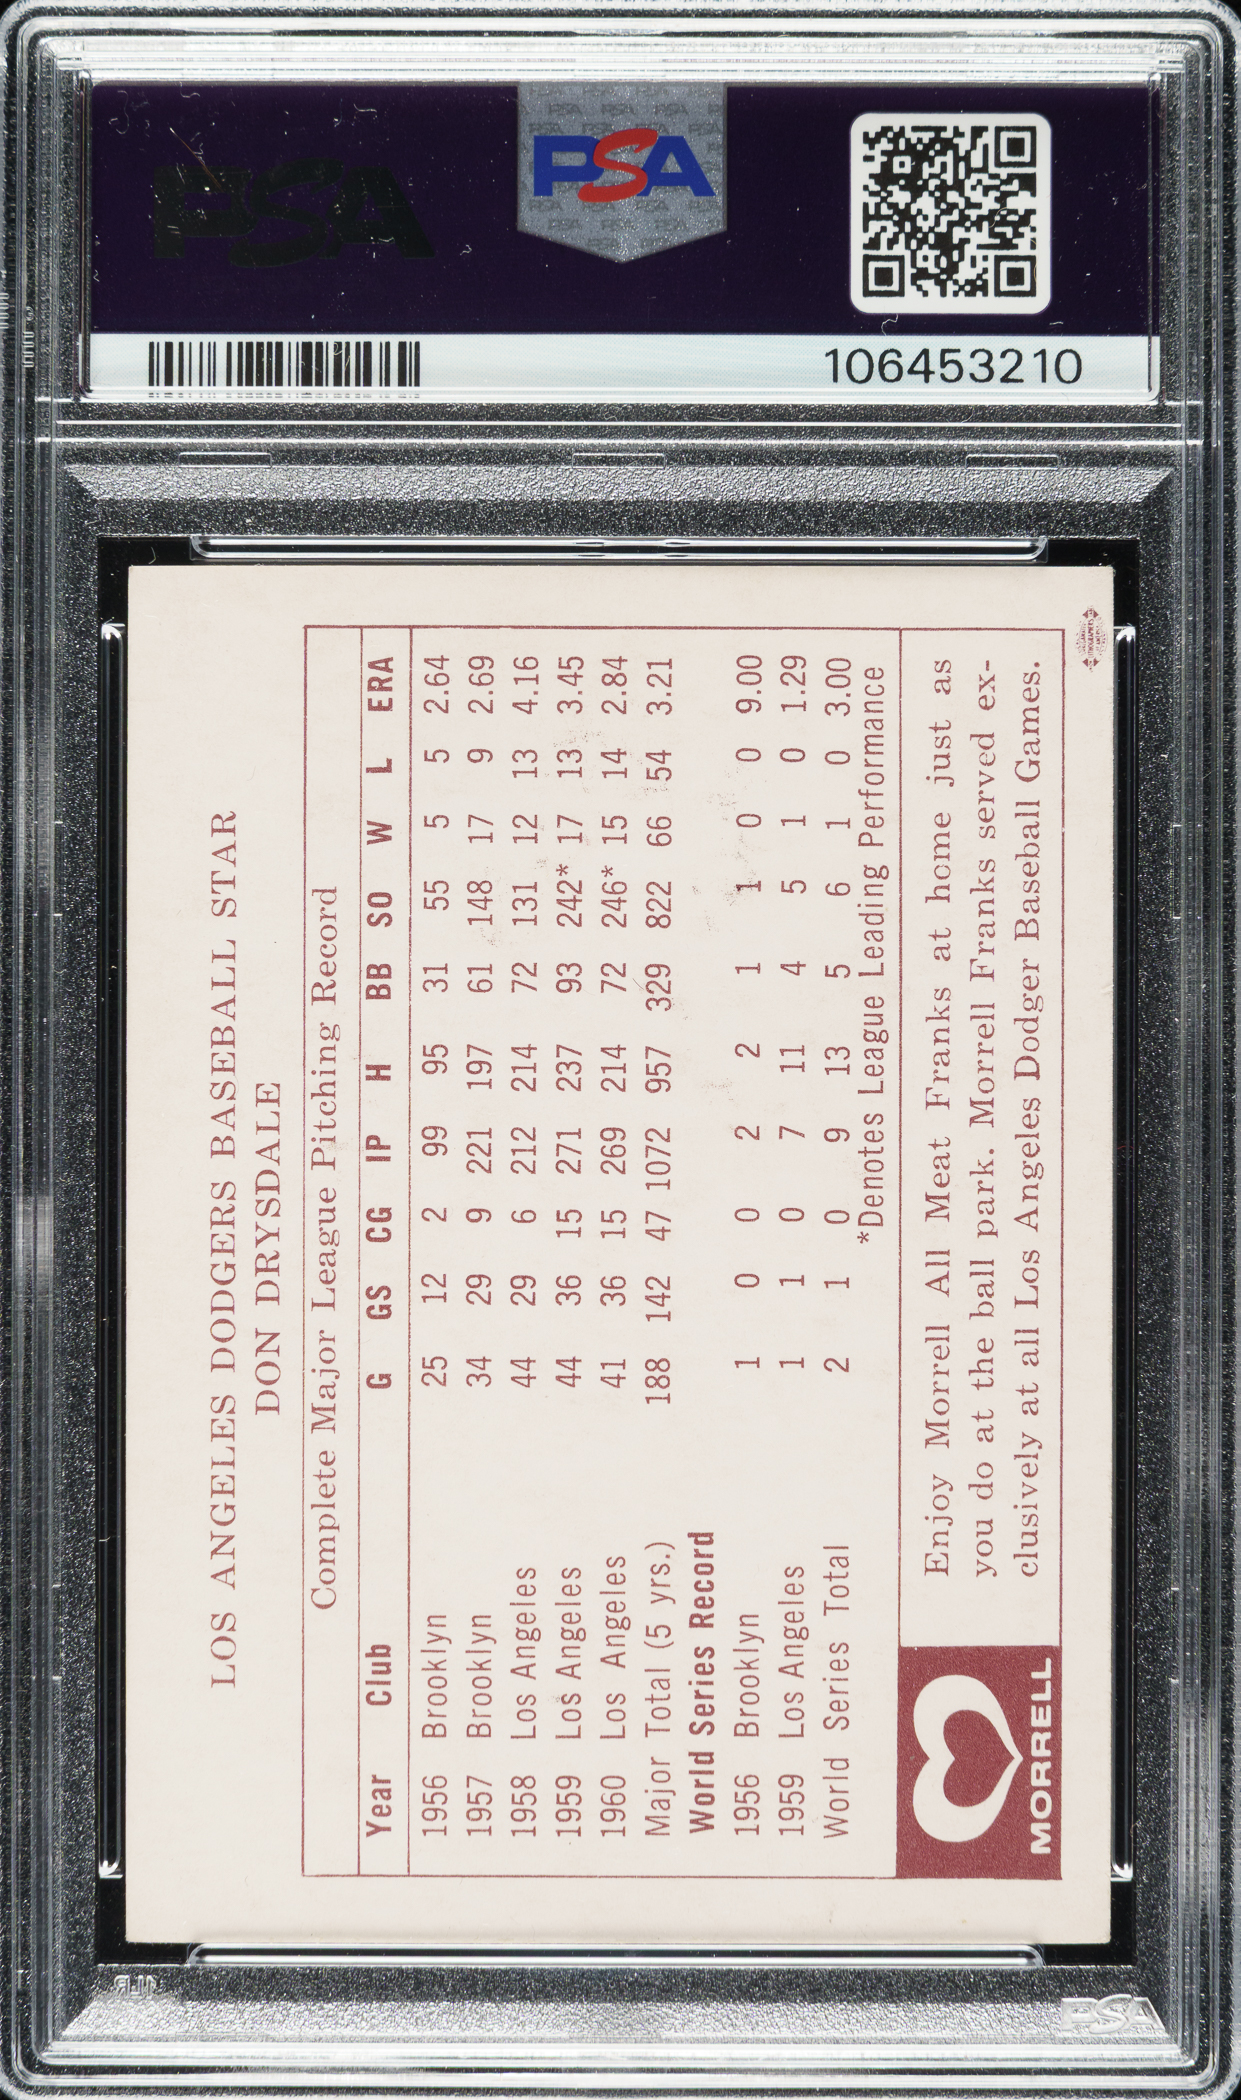 PSA
PSA
106453210
LOS ANGELES DODGERS BASEBALL STAR
DON DRYSDALE
Complete Major League Pitching Record
Year Club G GS CG IP H BB SO W L ERA
1956 Brooklyn 25 12 2 99 95 31 55 5 5 2.64
1957 Brooklyn 34 29 9 221 197 61 148 17 9 2.69
1958 Los Angeles 44 29 6 212 214 72 131 12 13 4.16
1959 Los Angeles 44 36 15 271 237 93 242* 17 13 3.45
1960 Los Angeles 41 36 15 269 214 72 246* 15 14 2.84
Major Total (5 yrs.) 188 142 47 1072 957 329 822 66 54 3.21
World Series Record
1956 Brooklyn 1 0 0 2 2 1 1 0 0 9.00
1959 Los Angeles 1 1 0 7 11 4 5 1 0 1.29
World Series Total 2 1 0 9 13 5 6 1 0 3.00
*Denotes League Leading Performance
Enjoy Morrell All Meat Franks at home just as
you do at the ball park. Morrell Franks served ex-
clusively at all Los Angeles Dodger Baseball Games.
MORRELL
PSA